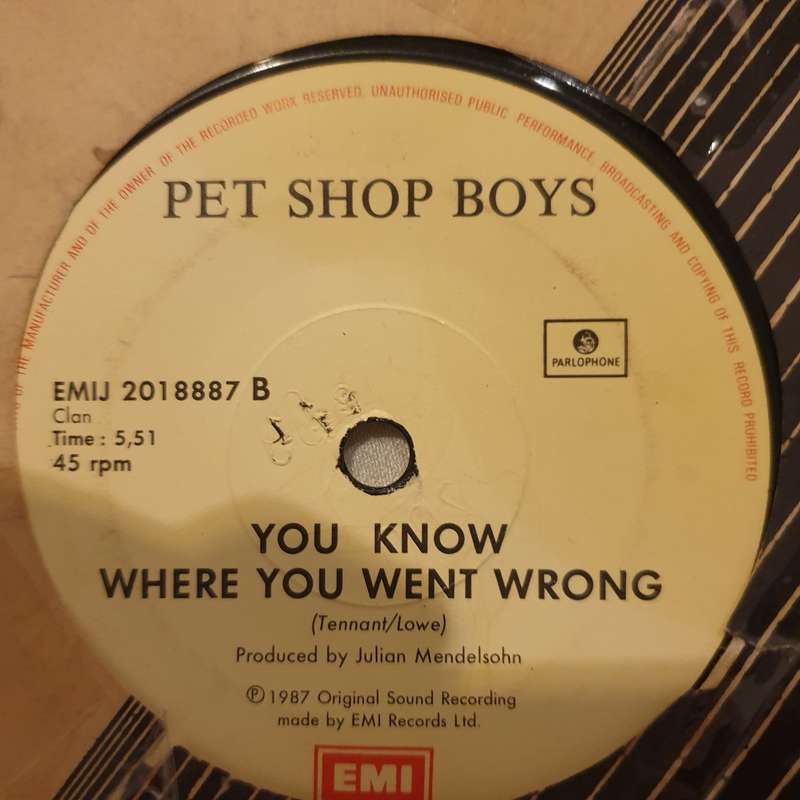 OF THE MANUFACTURER AND OF THE OWNER OF THE RECORDED WORK RESERVED. UNAUTHORISED PUBLIC PERFORMANCE, BROADCASTING AND COPYING OF THIS RECORD PROHIBITED
PET SHOP BOYS
PARLOPHONE
EMIJ 2018887 B
Clan
Time : 5,51
45 rpm
YOU KNOW
WHERE YOU WENT WRONG
(Tennant/Lowe)
Produced by Julian Mendelsohn
℗ 1987 Original Sound Recording
made by EMI Records Ltd.
EMI